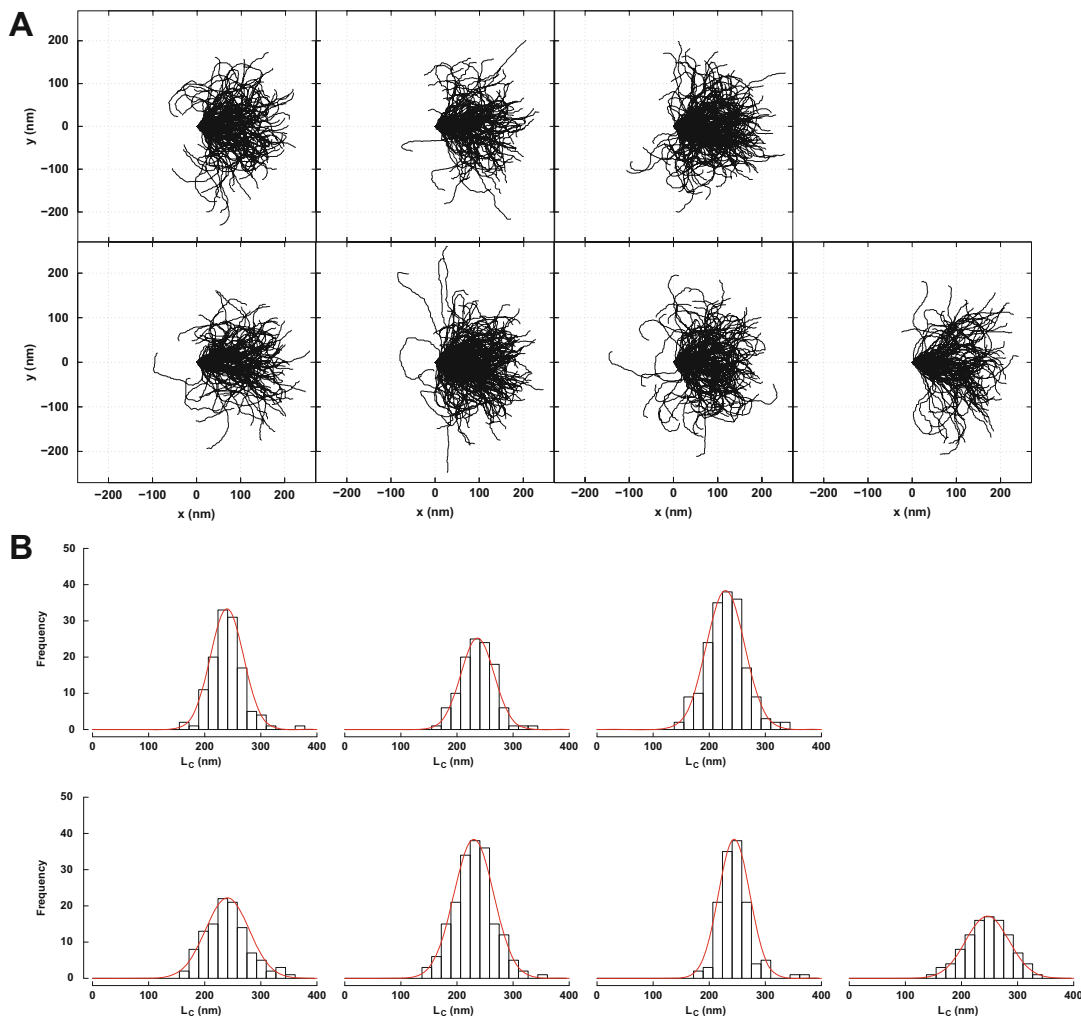 A
200
100
y (nm)
0
−100
−200
200
100
y (nm)
0
−100
−200
−200 −100 0 100 200 −200 −100 0 100 200 −200 −100 0 100 200 −200 −100 0 100 200
x (nm) x (nm) x (nm) x (nm)
B
50
40
Frequency
30
20
10
0
0 100 200 300 400 0 100 200 300 400 0 100 200 300 400
LC (nm) LC (nm) LC (nm)
50
40
Frequency
30
20
10
0
0 100 200 300 400 0 100 200 300 400 0 100 200 300 400 0 100 200 300 400
LC (nm) LC (nm) LC (nm) LC (nm)